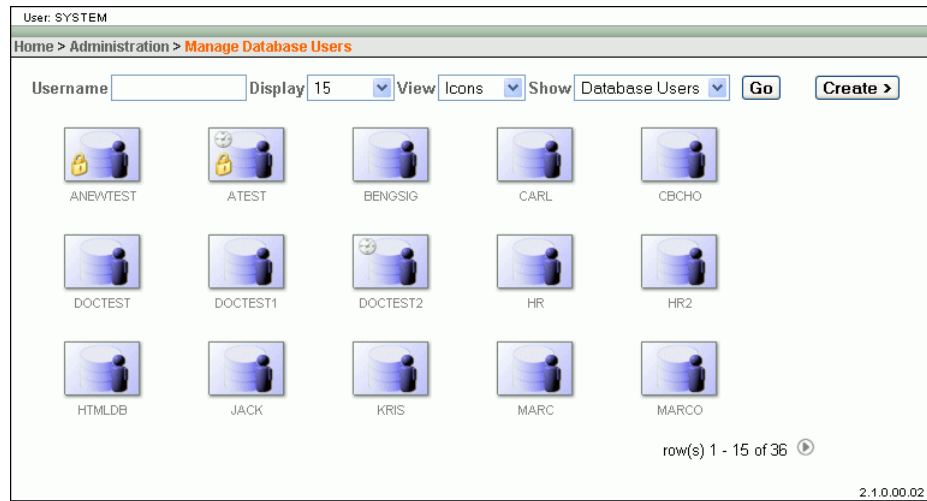 User: SYSTEM
Home > Administration > Manage Database Users
Username Display 15 View Icons Show Database Users Go Create >
ANEWTEST ATEST BENGSIG CARL CBCHO
DOCTEST DOCTEST1 DOCTEST2 HR HR2
HTMLDB JACK KRIS MARC MARCO
row(s) 1 - 15 of 36
2.1.0.00.02